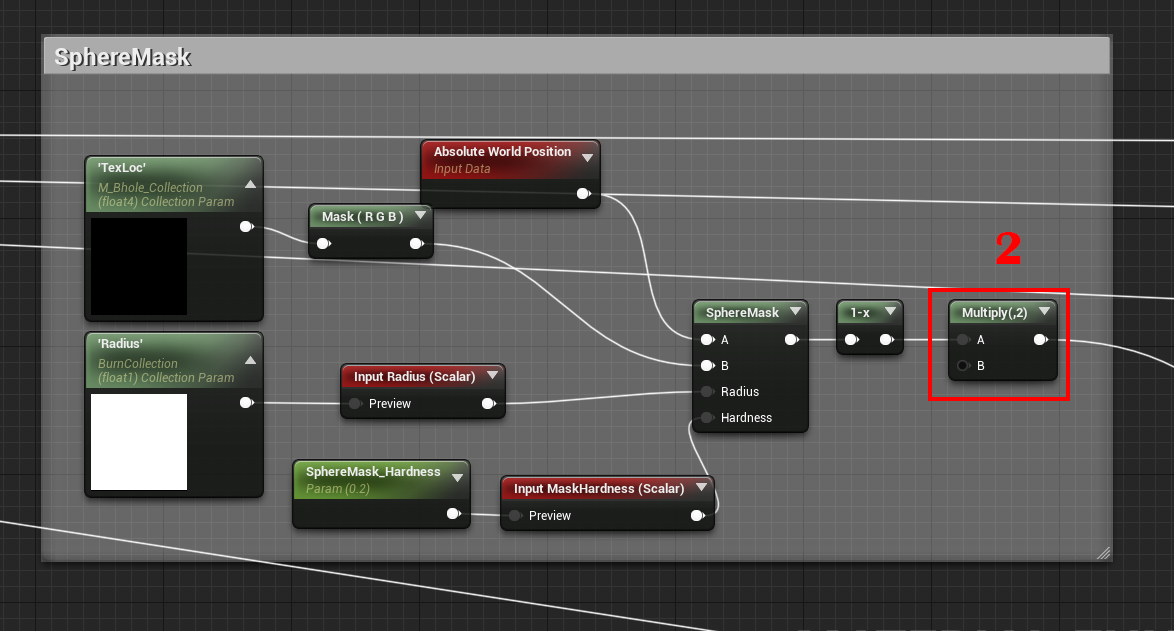 SphereMask
'TexLoc'
M_Bhole_Collection
(float4) Collection Param
Absolute World Position
Input Data
Mask ( R G B )
2
'Radius'
BurnCollection
(float1) Collection Param
Input Radius (Scalar)
Preview
SphereMask
A
B
Radius
Hardness
1-x
Multiply(,2)
A
B
SphereMask_Hardness
Param (0.2)
Input MaskHardness (Scalar)
Preview